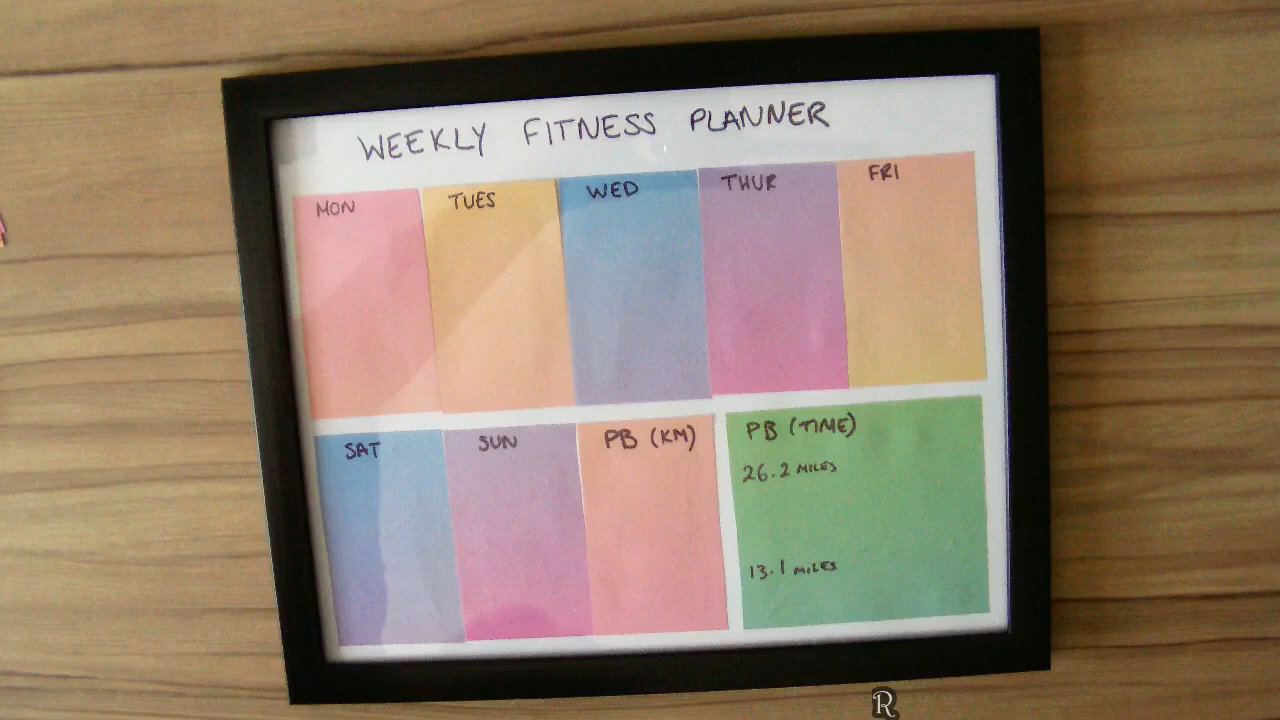 WEEKLY FITNESS PLANNER
MON
TUES
WED
THUR
FRI
SAT
SUN
PB (KM)
PB (TIME)
26.2 MILES
13.1 MILES
R